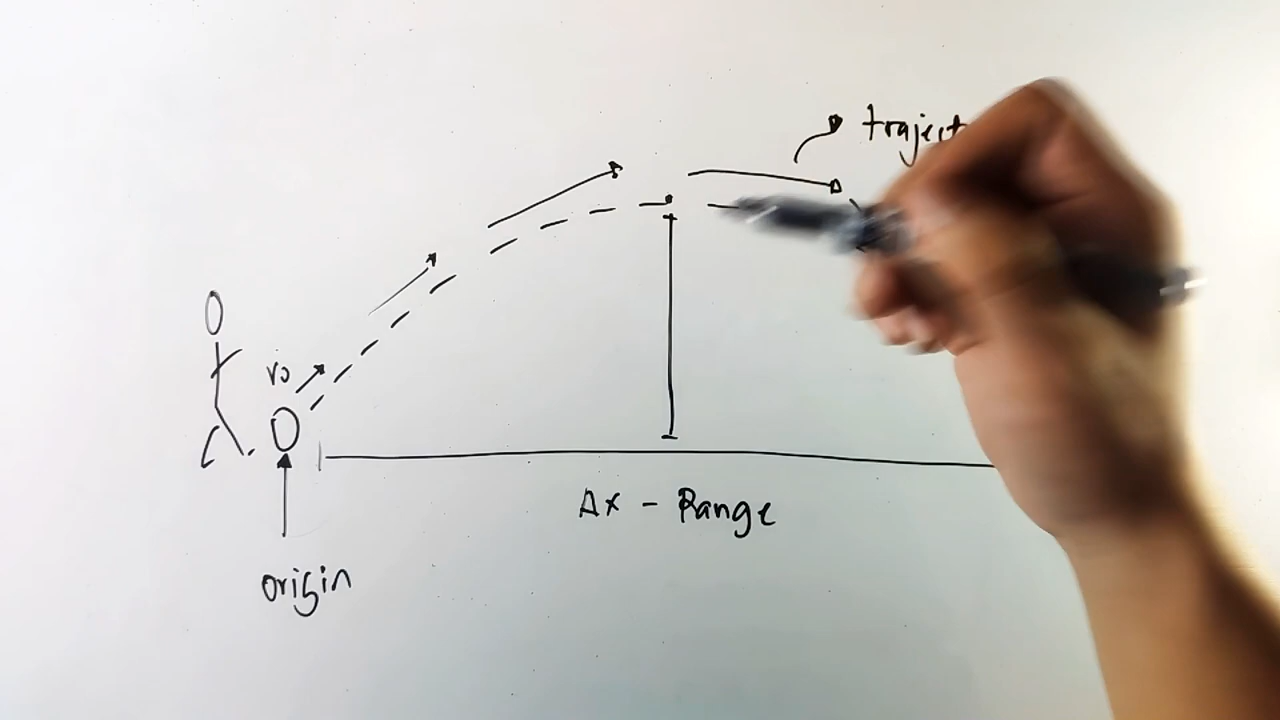 v₀
Δx - Range
origin